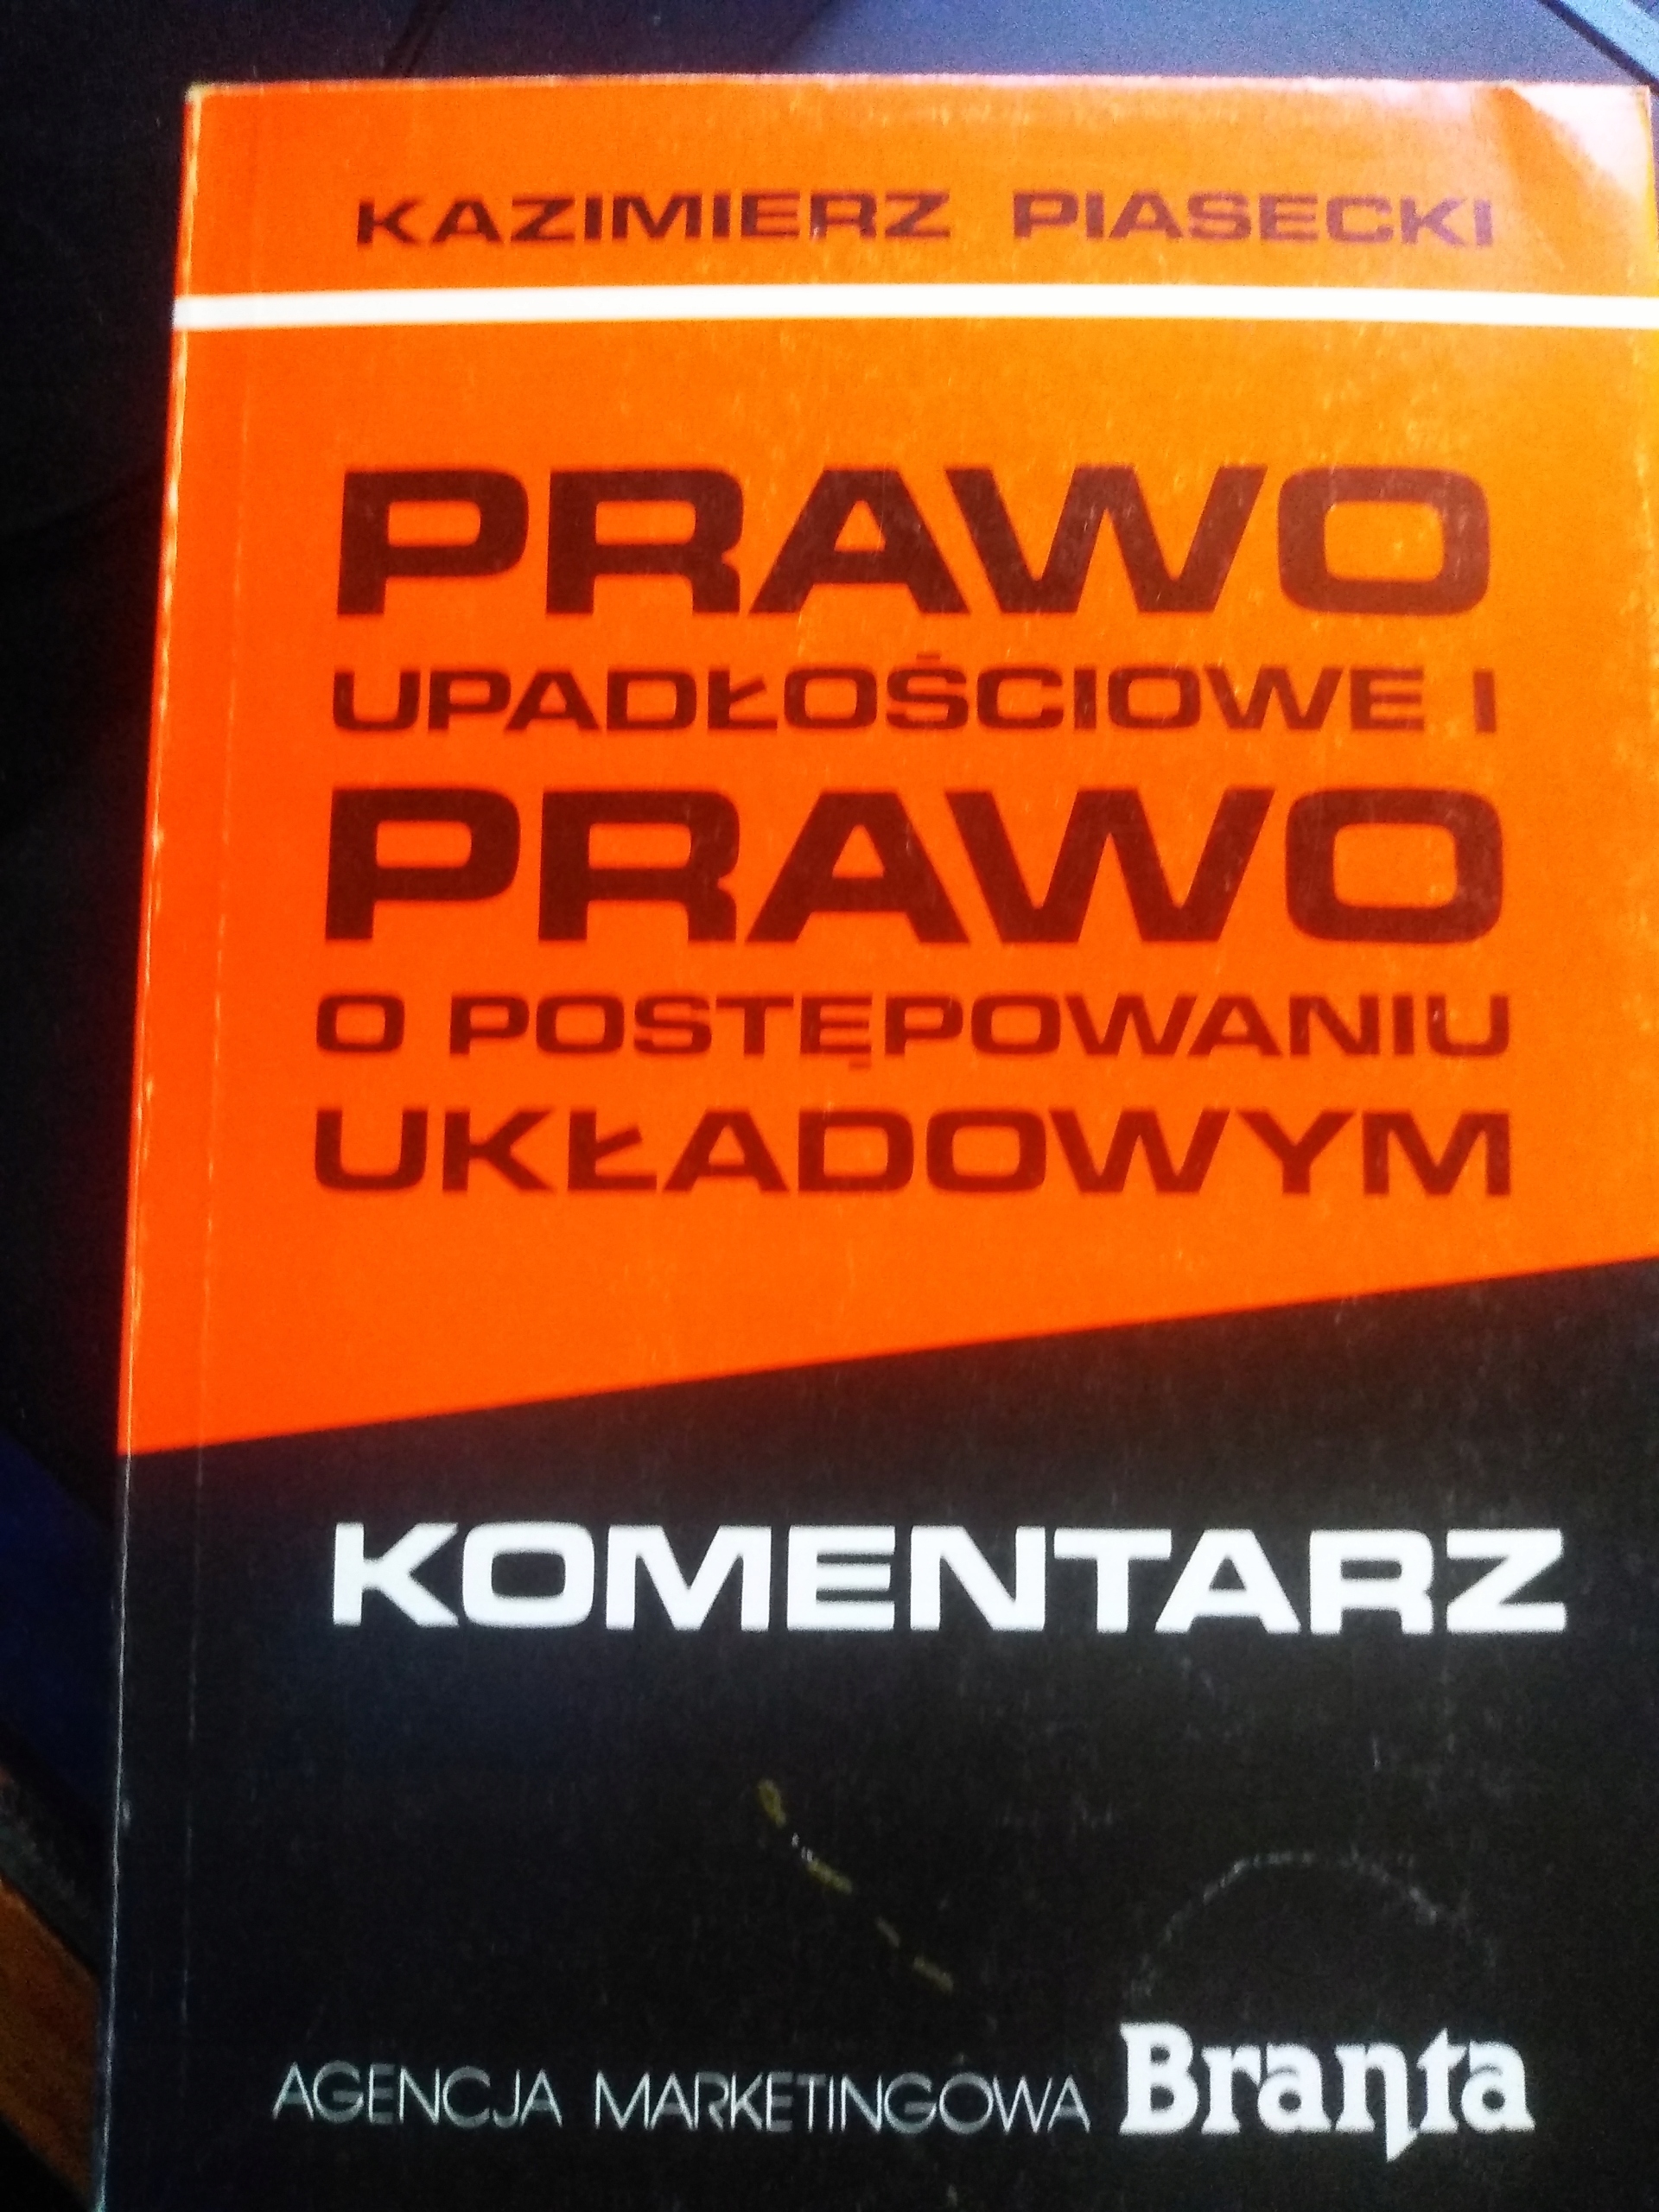 KAZIMIERZ PIASECKI
PRAWO
UPADŁOŚCIOWE I
PRAWO
O POSTĘPOWANIU
UKŁADOWYM
KOMENTARZ
AGENCJA MARKETINGOWA Branta